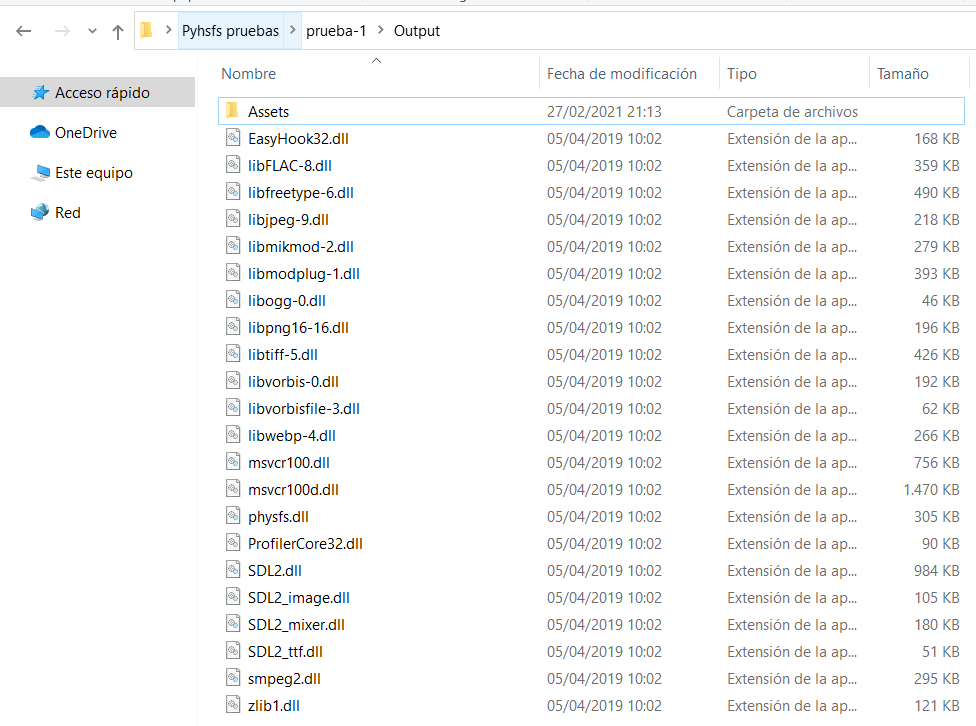 Pyhsfs pruebas prueba-1 Output
Nombre Fecha de modificación Tipo Tamaño
Acceso rápido
OneDrive
Este equipo
Red
Assets 27/02/2021 21:13 Carpeta de archivos
EasyHook32.dll 05/04/2019 10:02 Extensión de la ap... 168 KB
libFLAC-8.dll 05/04/2019 10:02 Extensión de la ap... 359 KB
libfreetype-6.dll 05/04/2019 10:02 Extensión de la ap... 490 KB
libjpeg-9.dll 05/04/2019 10:02 Extensión de la ap... 218 KB
libmikmod-2.dll 05/04/2019 10:02 Extensión de la ap... 279 KB
libmodplug-1.dll 05/04/2019 10:02 Extensión de la ap... 393 KB
libogg-0.dll 05/04/2019 10:02 Extensión de la ap... 46 KB
libpng16-16.dll 05/04/2019 10:02 Extensión de la ap... 196 KB
libtiff-5.dll 05/04/2019 10:02 Extensión de la ap... 426 KB
libvorbis-0.dll 05/04/2019 10:02 Extensión de la ap... 192 KB
libvorbisfile-3.dll 05/04/2019 10:02 Extensión de la ap... 62 KB
libwebp-4.dll 05/04/2019 10:02 Extensión de la ap... 266 KB
msvcr100.dll 05/04/2019 10:02 Extensión de la ap... 756 KB
msvcr100d.dll 05/04/2019 10:02 Extensión de la ap... 1.470 KB
physfs.dll 05/04/2019 10:02 Extensión de la ap... 305 KB
ProfilerCore32.dll 05/04/2019 10:02 Extensión de la ap... 90 KB
SDL2.dll 05/04/2019 10:02 Extensión de la ap... 984 KB
SDL2_image.dll 05/04/2019 10:02 Extensión de la ap... 105 KB
SDL2_mixer.dll 05/04/2019 10:02 Extensión de la ap... 180 KB
SDL2_ttf.dll 05/04/2019 10:02 Extensión de la ap... 51 KB
smpeg2.dll 05/04/2019 10:02 Extensión de la ap... 295 KB
zlib1.dll 05/04/2019 10:02 Extensión de la ap... 121 KB